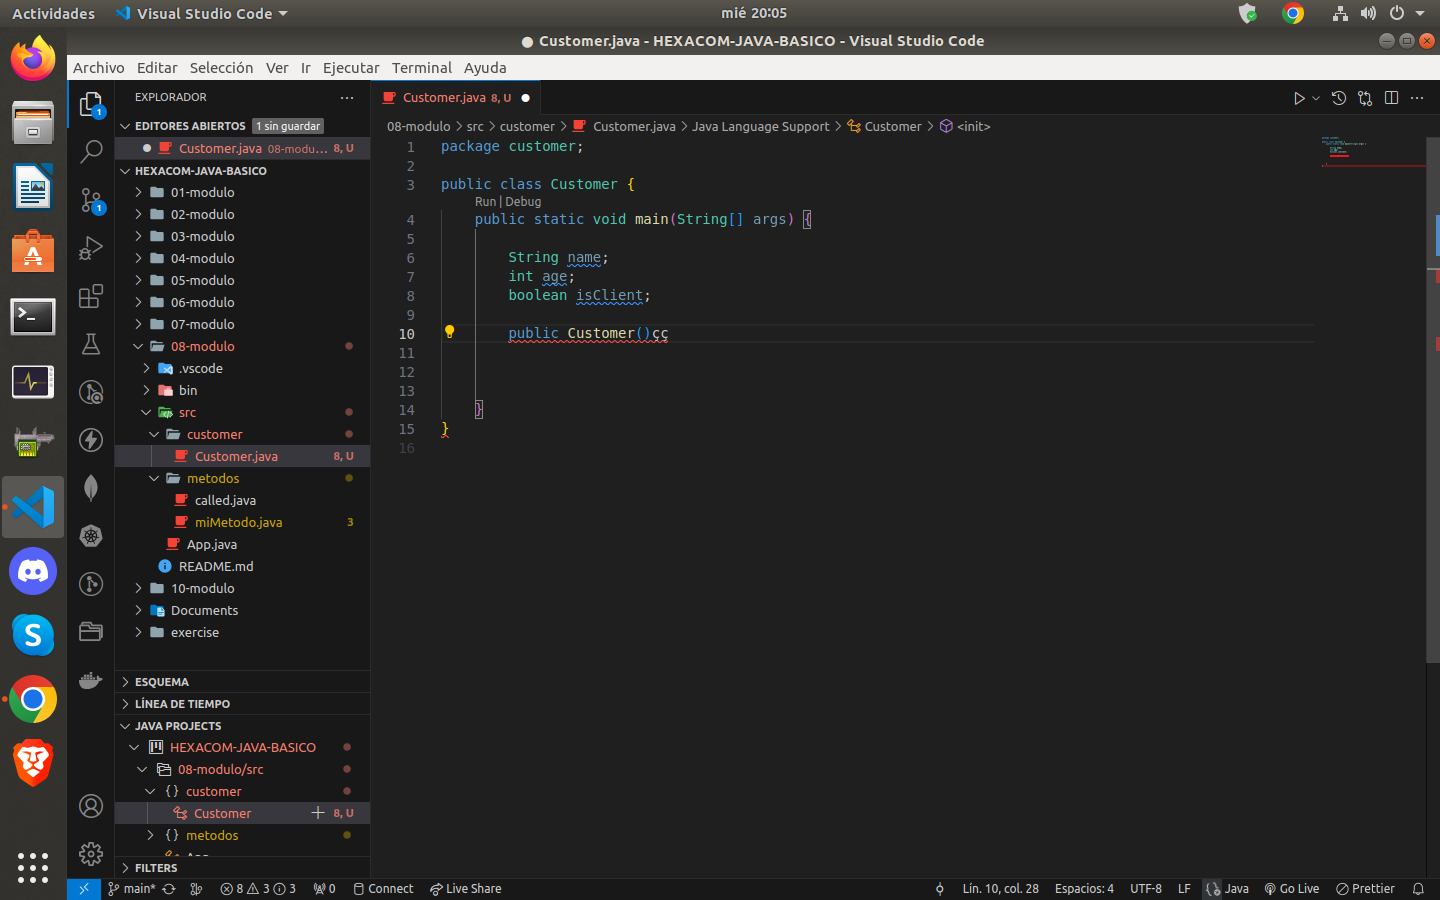 Actividades Visual Studio Code mié 20:05
● Customer.java - HEXACOM-JAVA-BASICO - Visual Studio Code
Archivo Editar Selección Ver Ir Ejecutar Terminal Ayuda
EXPLORADOR ···
EDITORES ABIERTOS 1 sin guardar
Customer.java 08-modu... 8, U
HEXACOM-JAVA-BASICO
01-modulo
02-modulo
03-modulo
04-modulo
05-modulo
06-modulo
07-modulo
08-modulo
.vscode
bin
src
customer
Customer.java 8, U
metodos
called.java
miMetodo.java 3
App.java
README.md
10-modulo
Documents
exercise
ESQUEMA
LÍNEA DE TIEMPO
JAVA PROJECTS
HEXACOM-JAVA-BASICO
08-modulo/src
{} customer
Customer + 8, U
{} metodos
App
FILTERS
1
1
S
Customer.java 8, U ●
08-modulo > src > customer > Customer.java > Java Language Support > Customer > <init>
1 package customer;
2
3 public class Customer {
Run | Debug
4 public static void main(String[] args) {
5
6 String name;
7 int age;
8 boolean isClient;
9
10 public Customer()çç
11
12
13
14 }
15 }
16
main* 8 3 3 0 Connect Live Share Lín. 10, col. 28 Espacios: 4 UTF-8 LF Java Go Live Prettier